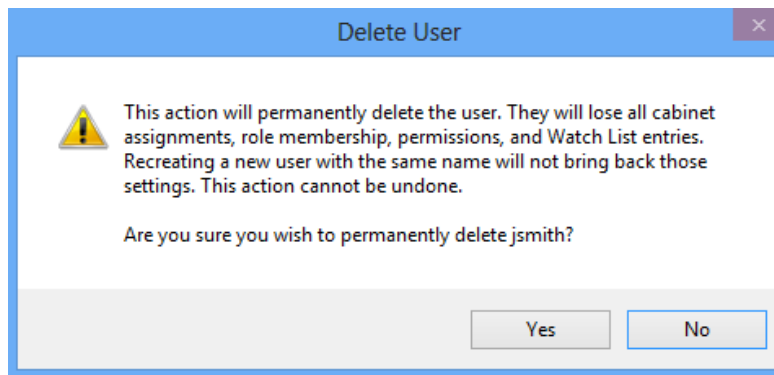 Delete User
This action will permanently delete the user. They will lose all cabinet
assignments, role membership, permissions, and Watch List entries.
Recreating a new user with the same name will not bring back those
settings. This action cannot be undone.
Are you sure you wish to permanently delete jsmith?
Yes No